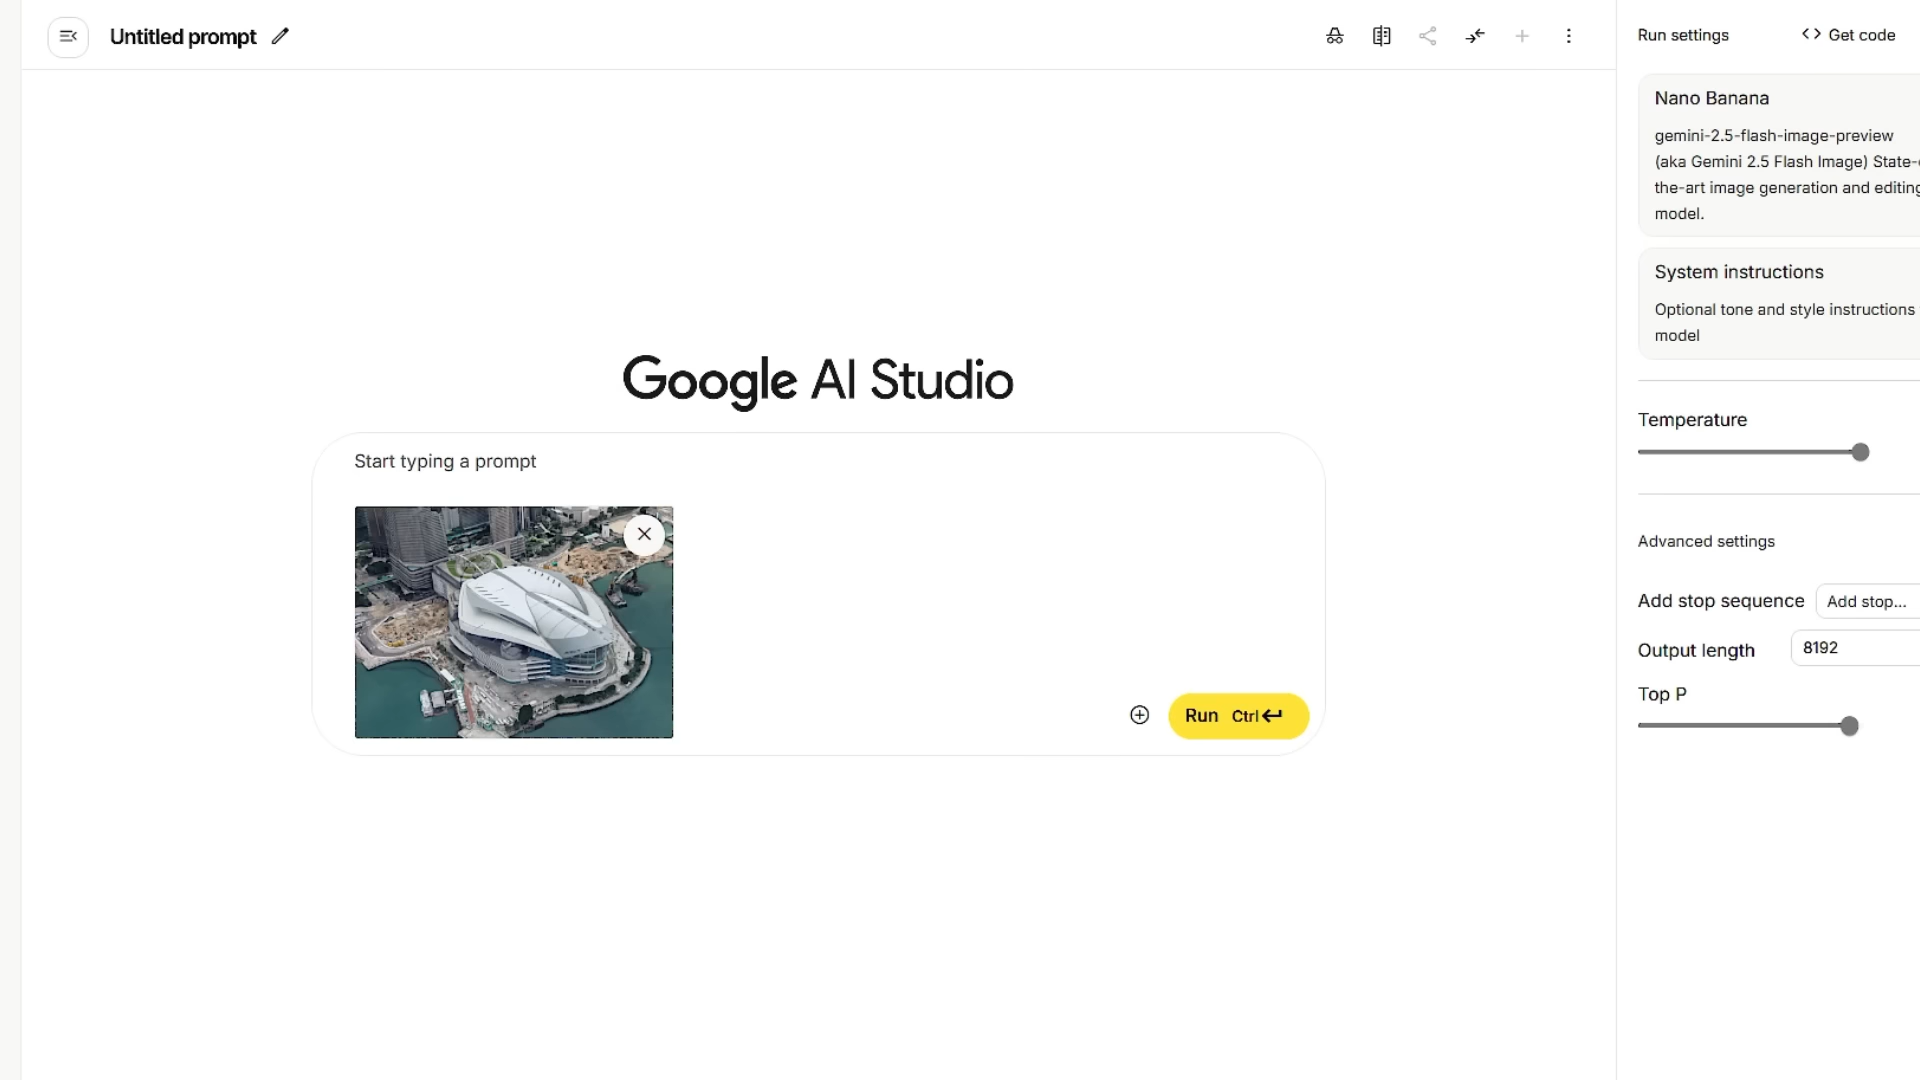 Untitled prompt
Google AI Studio
Start typing a prompt
Run Ctrl
Run settings
Get code
Nano Banana
gemini-2.5-flash-image-preview
(aka Gemini 2.5 Flash Image) State-
the-art image generation and editing
model.
System instructions
Optional tone and style instructions
model
Temperature
Advanced settings
Add stop sequence Add stop...
Output length 8192
Top P